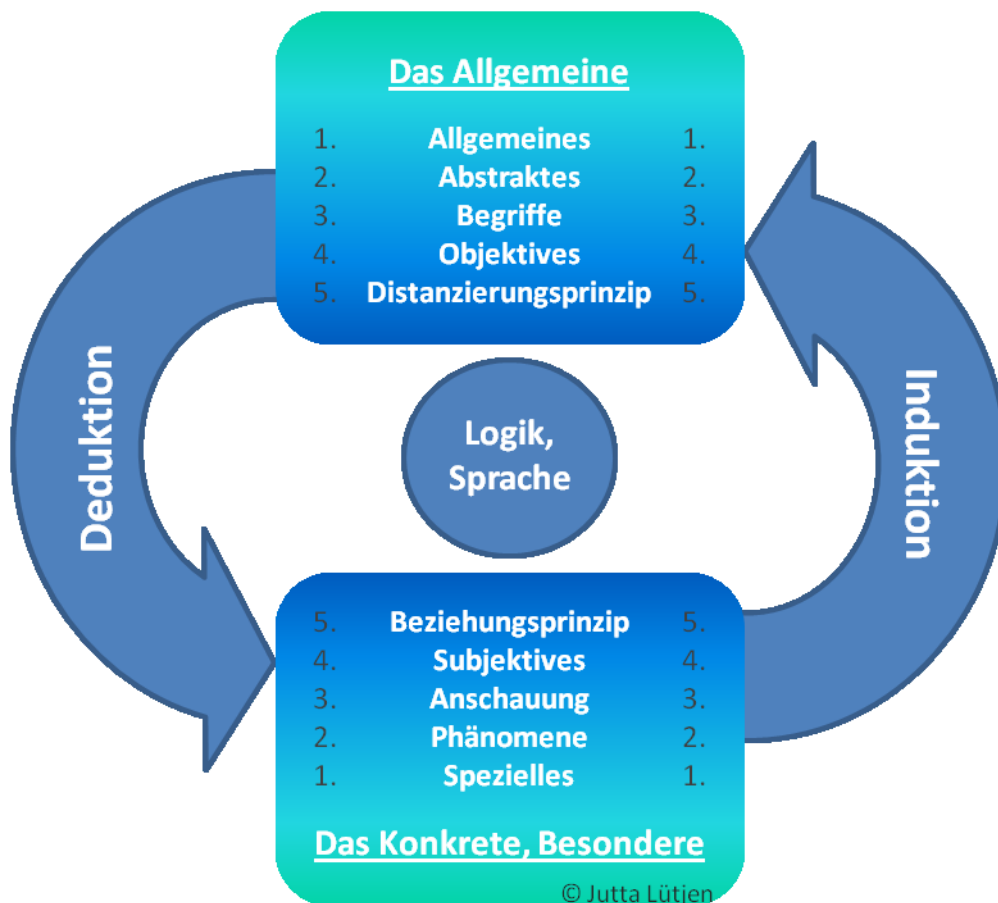 Das Allgemeine
1. Allgemeines 1.
2. Abstraktes 2.
3. Begriffe 3.
4. Objektives 4.
5. Distanzierungsprinzip 5.
Deduktion
Logik,
Sprache
Induktion
5. Beziehungsprinzip 5.
4. Subjektives 4.
3. Anschauung 3.
2. Phänomene 2.
1. Spezielles 1.
Das Konkrete, Besondere
© Jutta Lütjen